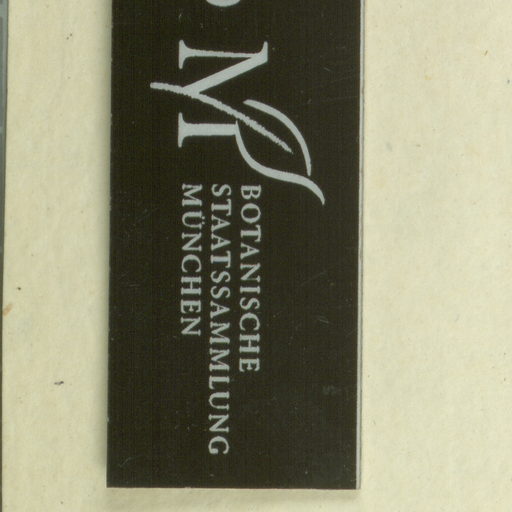 M
BOTANISCHE
STAATSSAMMLUNG
MÜNCHEN